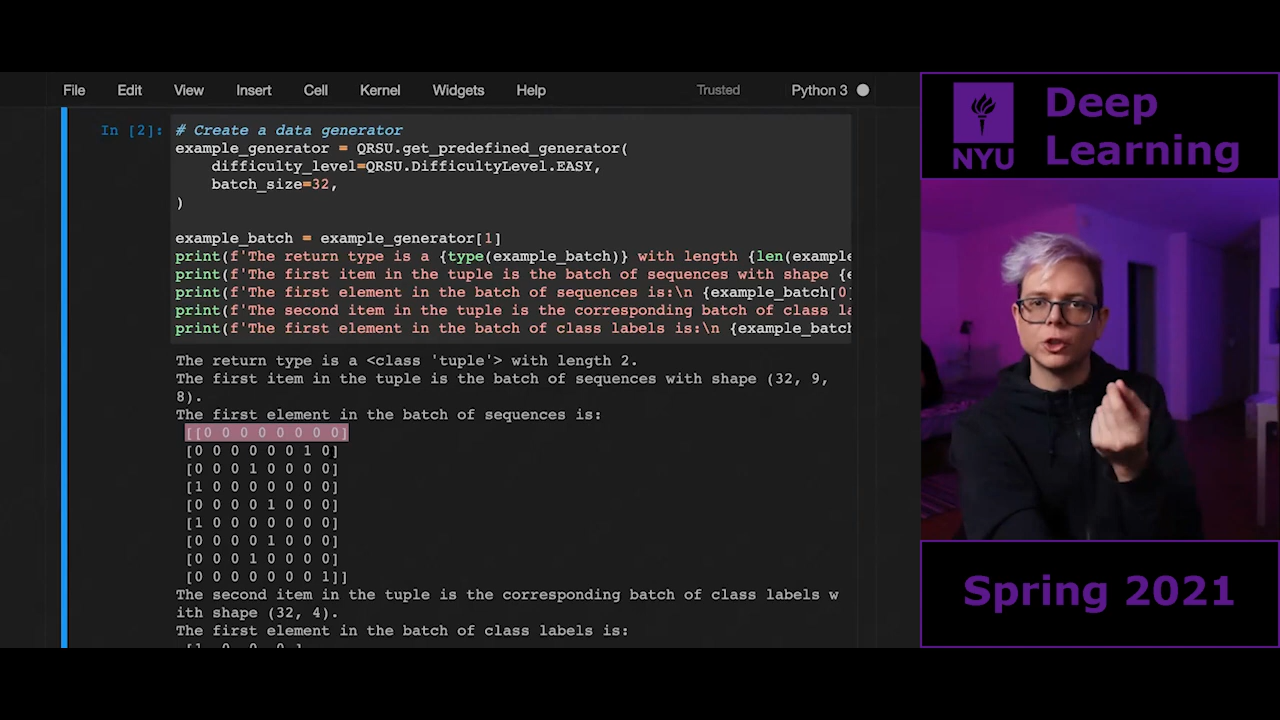 File Edit View Insert Cell Kernel Widgets Help Trusted Python 3
In [2]: # Create a data generator
example_generator = QRSU.get_predefined_generator(
difficulty_level=QRSU.DifficultyLevel.EASY,
batch_size=32,
)
example_batch = example_generator[1]
print(f'The return type is a {type(example_batch)} with length {len(example
print(f'The first item in the tuple is the batch of sequences with shape {e
print(f'The first element in the batch of sequences is:\n {example_batch[0]
print(f'The second item in the tuple is the corresponding batch of class la
print(f'The first element in the batch of class labels is:\n {example_batch
The return type is a <class 'tuple'> with length 2.
The first item in the tuple is the batch of sequences with shape (32, 9,
8).
The first element in the batch of sequences is:
[[0 0 0 0 0 0 0 0]
[0 0 0 0 0 0 1 0]
[0 0 0 1 0 0 0 0]
[1 0 0 0 0 0 0 0]
[0 0 0 0 1 0 0 0]
[1 0 0 0 0 0 0 0]
[0 0 0 0 1 0 0 0]
[0 0 0 1 0 0 0 0]
[0 0 0 0 0 0 0 1]]
The second item in the tuple is the corresponding batch of class labels w
ith shape (32, 4).
The first element in the batch of class labels is:
NYU
Deep
Learning
Spring 2021